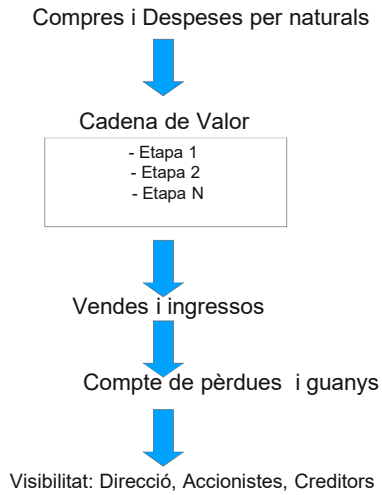 Compres i Despeses per naturals
Cadena de Valor
- Etapa 1
- Etapa 2
- Etapa N
Vendes i ingressos
Compte de pèrdues i guanys
Visibilitat: Direcció, Accionistes, Creditors